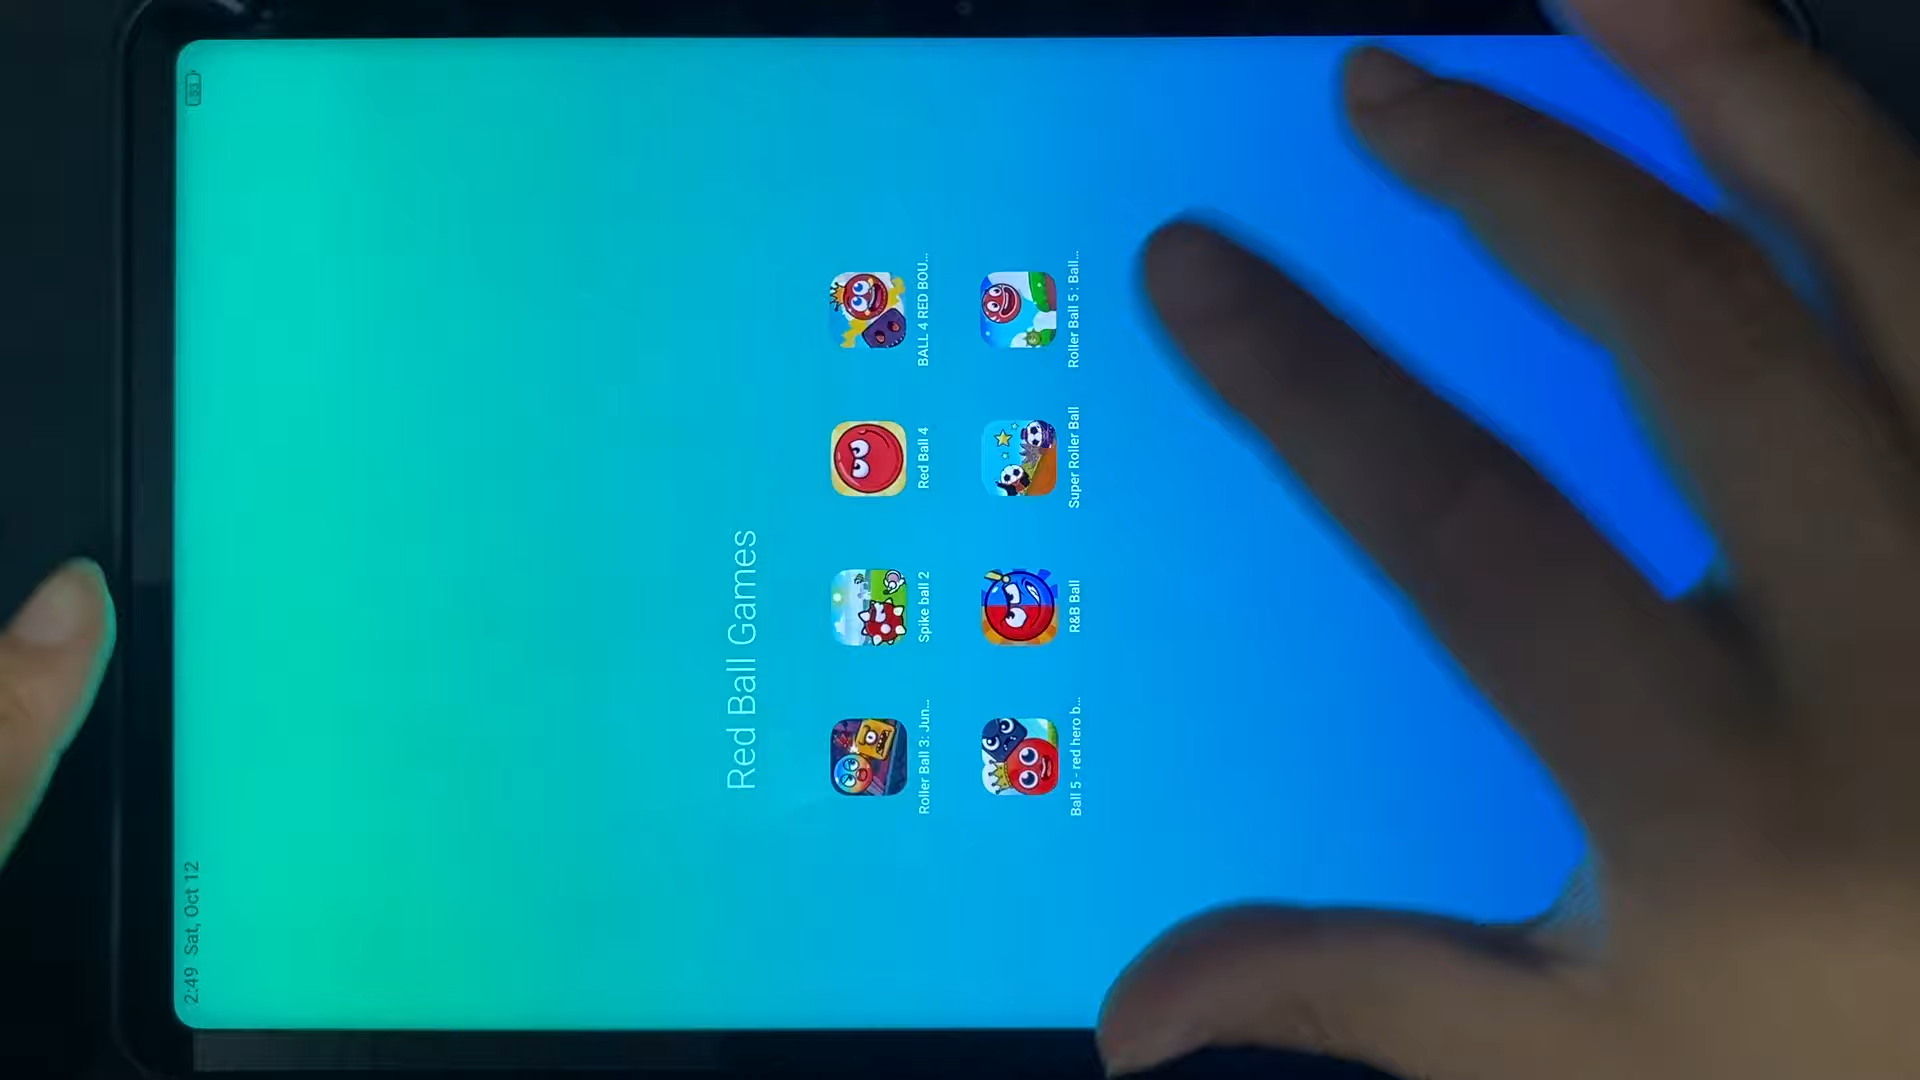 2:49 Sat, Oct 12
83
Red Ball Games
Roller Ball 3: Jun...
Spike ball 2
Red Ball 4
BALL 4 RED BOU...
Ball 5 - red hero b...
R&B Ball
Super Roller Ball
Roller Ball 5 : Ball...